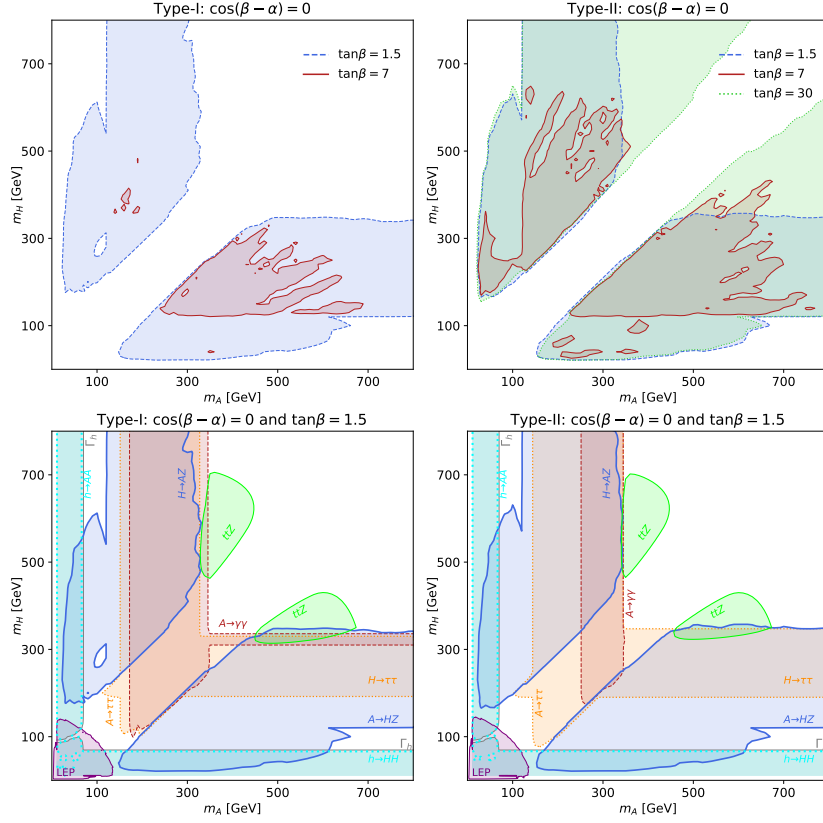 Type-I: cos(β − α) = 0
tanβ = 1.5
tanβ = 7
700
500
300
100
m_H [GeV]
100 300 500 700
m_A [GeV]
Type-II: cos(β − α) = 0
tanβ = 1.5
tanβ = 7
tanβ = 30
700
500
300
100
m_H [GeV]
100 300 500 700
m_A [GeV]
Type-I: cos(β − α) = 0 and tanβ = 1.5
Γ_h
h→AA
H→AZ
ttZ
ttZ
A→γγ
H→ττ
A→ττ
A→HZ
Γ_h
h→HH
LEP
700
500
300
100
m_H [GeV]
100 300 500 700
m_A [GeV]
Type-II: cos(β − α) = 0 and tanβ = 1.5
Γ_h
h→AA
H→AZ
ttZ
ttZ
A→γγ
H→ττ
A→ττ
A→HZ
Γ_h
h→HH
LEP
700
500
300
100
m_H [GeV]
100 300 500 700
m_A [GeV]